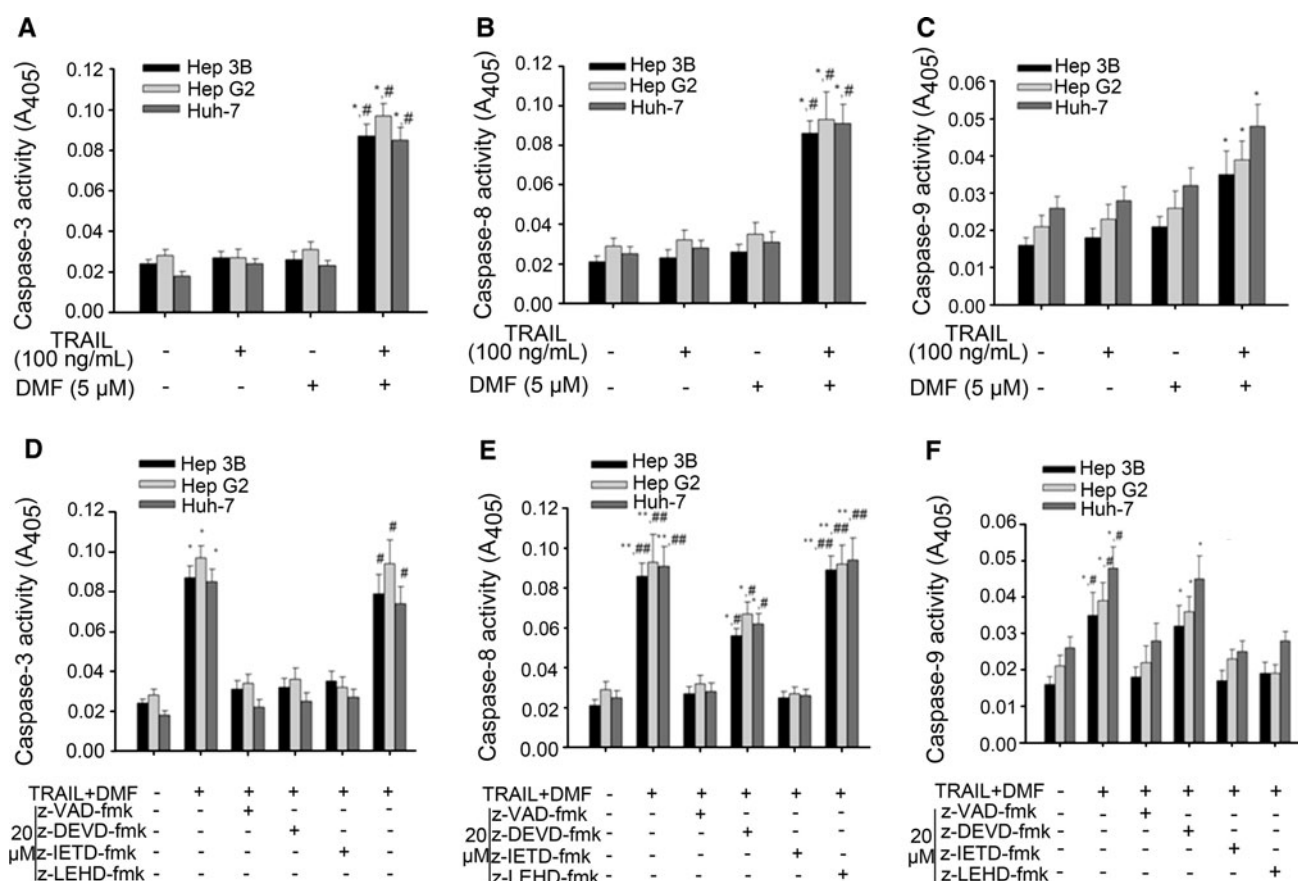 A
Caspase-3 activity (A405)
Hep 3B
Hep G2
Huh-7
0.12
0.10
0.08
0.06
0.04
0.02
0.00
*,# *,# *,#
TRAIL
(100 ng/mL) - + - +
DMF (5 µM) - - + +
B
Caspase-8 activity (A405)
Hep 3B
Hep G2
Huh-7
0.12
0.10
0.08
0.06
0.04
0.02
0.00
*,# *,# *,#
TRAIL
(100 ng/mL) - + - +
DMF (5 µM) - - + +
C
Caspase-9 activity (A405)
Hep 3B
Hep G2
Huh-7
0.06
0.05
0.04
0.03
0.02
0.01
0.00
* * *
TRAIL
(100 ng/mL) - + - +
DMF (5 µM) - - + +
D
Caspase-3 activity (A405)
Hep 3B
Hep G2
Huh-7
0.12
0.10
0.08
0.06
0.04
0.02
0.00
* * * # # #
TRAIL+DMF - + + + + +
z-VAD-fmk - - + - - -
20 z-DEVD-fmk - - - + - -
µM z-IETD-fmk - - - - + -
z-LEHD-fmk - - - - - -
E
Caspase-8 activity (A405)
Hep 3B
Hep G2
Huh-7
0.12
0.10
0.08
0.06
0.04
0.02
0.00
**,## **,## **,## *,# *,# *,# **,## **,## **,##
TRAIL+DMF - + + + + +
z-VAD-fmk - - + - - -
20 z-DEVD-fmk - - - + - -
µM z-IETD-fmk - - - - + -
z-LEHD-fmk - - - - - +
F
Caspase-9 activity (A405)
Hep 3B
Hep G2
Huh-7
0.06
0.05
0.04
0.03
0.02
0.01
0.00
*,# *,# *,# * * *
TRAIL+DMF - + + + + +
z-VAD-fmk - - + - - -
20 z-DEVD-fmk - - - + - -
µM z-IETD-fmk - - - - + -
z-LEHD-fmk - - - - - +